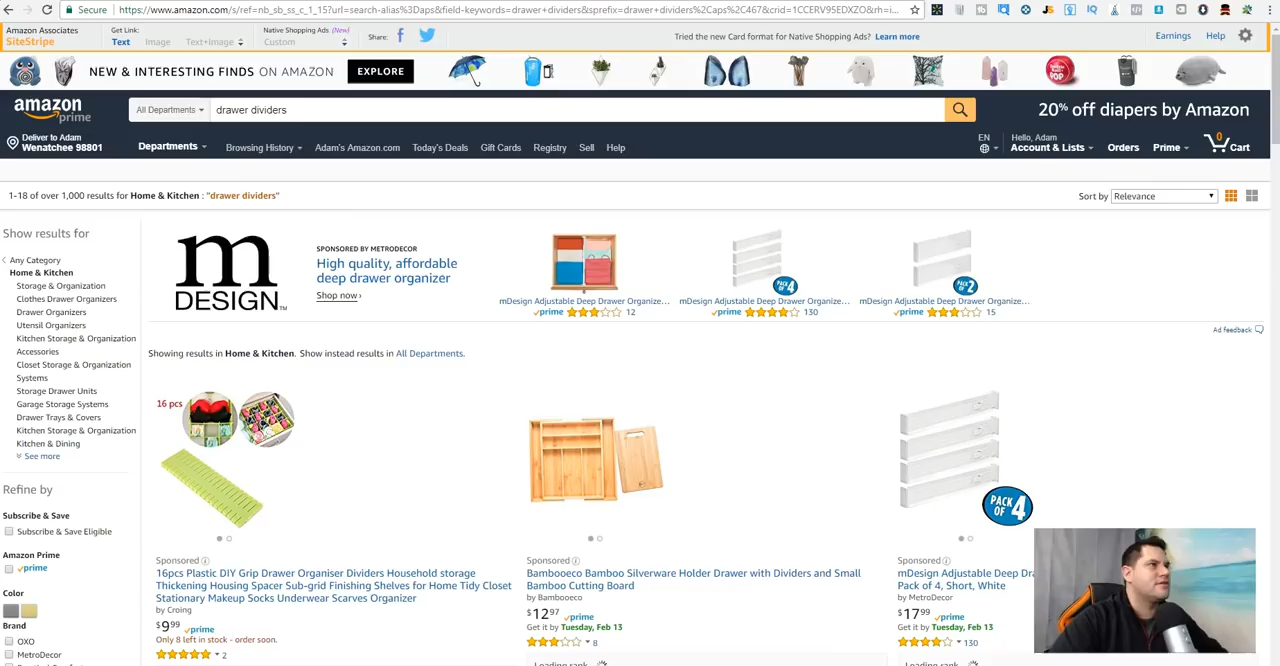 Secure
https://www.amazon.com/s/ref=nb_sb_ss_c_1_15?url=search-alias%3Daps&field-keywords=drawer+dividers&sprefix=drawer+dividers%2Caps%2C467&crid=1CCERV95EDXZO&rh=i...
Amazon Associates
SiteStripe
Get Link:
Text Image Text+Image
Native Shopping Ads (New)
Custom
Share:
Tried the new Card format for Native Shopping Ads? Learn more
Earnings Help
NEW & INTERESTING FINDS ON AMAZON EXPLORE
amazon
prime
All Departments
drawer dividers
20% off diapers by Amazon
Deliver to Adam
Wenatchee 98801
Departments
Browsing History
Adam's Amazon.com
Today's Deals
Gift Cards
Registry
Sell
Help
EN
Hello, Adam
Account & Lists
Orders
Prime
0
Cart
1-18 of over 1,000 results for Home & Kitchen : "drawer dividers"
Sort by Relevance
Show results for
Any Category
Home & Kitchen
Storage & Organization
Clothes Drawer Organizers
Drawer Organizers
Utensil Organizers
Kitchen Storage & Organization
Accessories
Closet Storage & Organization
Systems
Storage Drawer Units
Garage Storage Systems
Drawer Trays & Covers
Kitchen Storage & Organization
Kitchen & Dining
See more
Refine by
Subscribe & Save
Subscribe & Save Eligible
Amazon Prime
prime
Color
Brand
OXO
MetroDecor
m
DESIGN™
SPONSORED BY METRODECOR
High quality, affordable
deep drawer organizer
Shop now ›
mDesign Adjustable Deep Drawer Organize...
prime 12
PACK OF 4
mDesign Adjustable Deep Drawer Organize...
prime 130
PACK OF 2
mDesign Adjustable Deep Drawer Organize...
prime 15
Ad feedback
Showing results in Home & Kitchen. Show instead results in All Departments.
16 pcs
Sponsored
16pcs Plastic DIY Grip Drawer Organiser Dividers Household storage
Thickening Housing Spacer Sub-grid Finishing Shelves for Home Tidy Closet
Stationary Makeup Socks Underwear Scarves Organizer
by Croing
$9.99 prime
Only 8 left in stock - order soon.
2
Sponsored
Bambooeco Bamboo Silverware Holder Drawer with Dividers and Small
Bamboo Cutting Board
by Bambooeco
$12.97 prime
Get it by Tuesday, Feb 13
8
Loading rank
PACK
OF 4
Sponsored
mDesign Adjustable Deep Dra
Pack of 4, Short, White
by MetroDecor
$17.99 prime
Get it by Tuesday, Feb 13
130
Loading rank